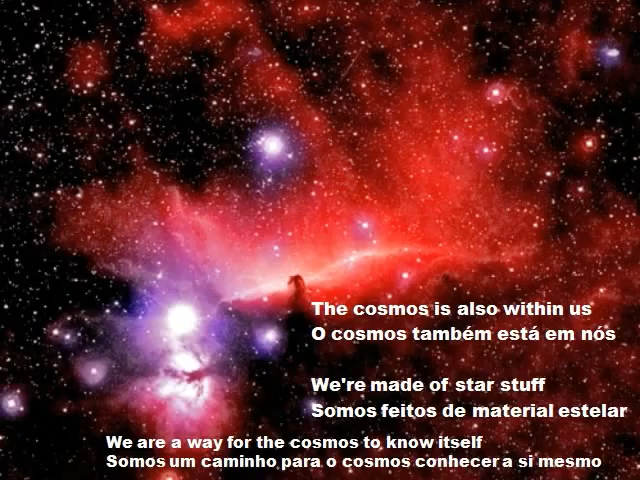 The cosmos is also within us
O cosmos também está em nós
We're made of star stuff
Somos feitos de material estelar
We are a way for the cosmos to know itself
Somos um caminho para o cosmos conhecer a si mesmo